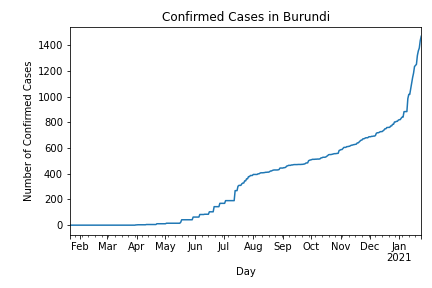 Confirmed Cases in Burundi
Number of Confirmed Cases
1400
1200
1000
800
600
400
200
0
Feb Mar Apr May Jun Jul Aug Sep Oct Nov Dec Jan
2021
Day